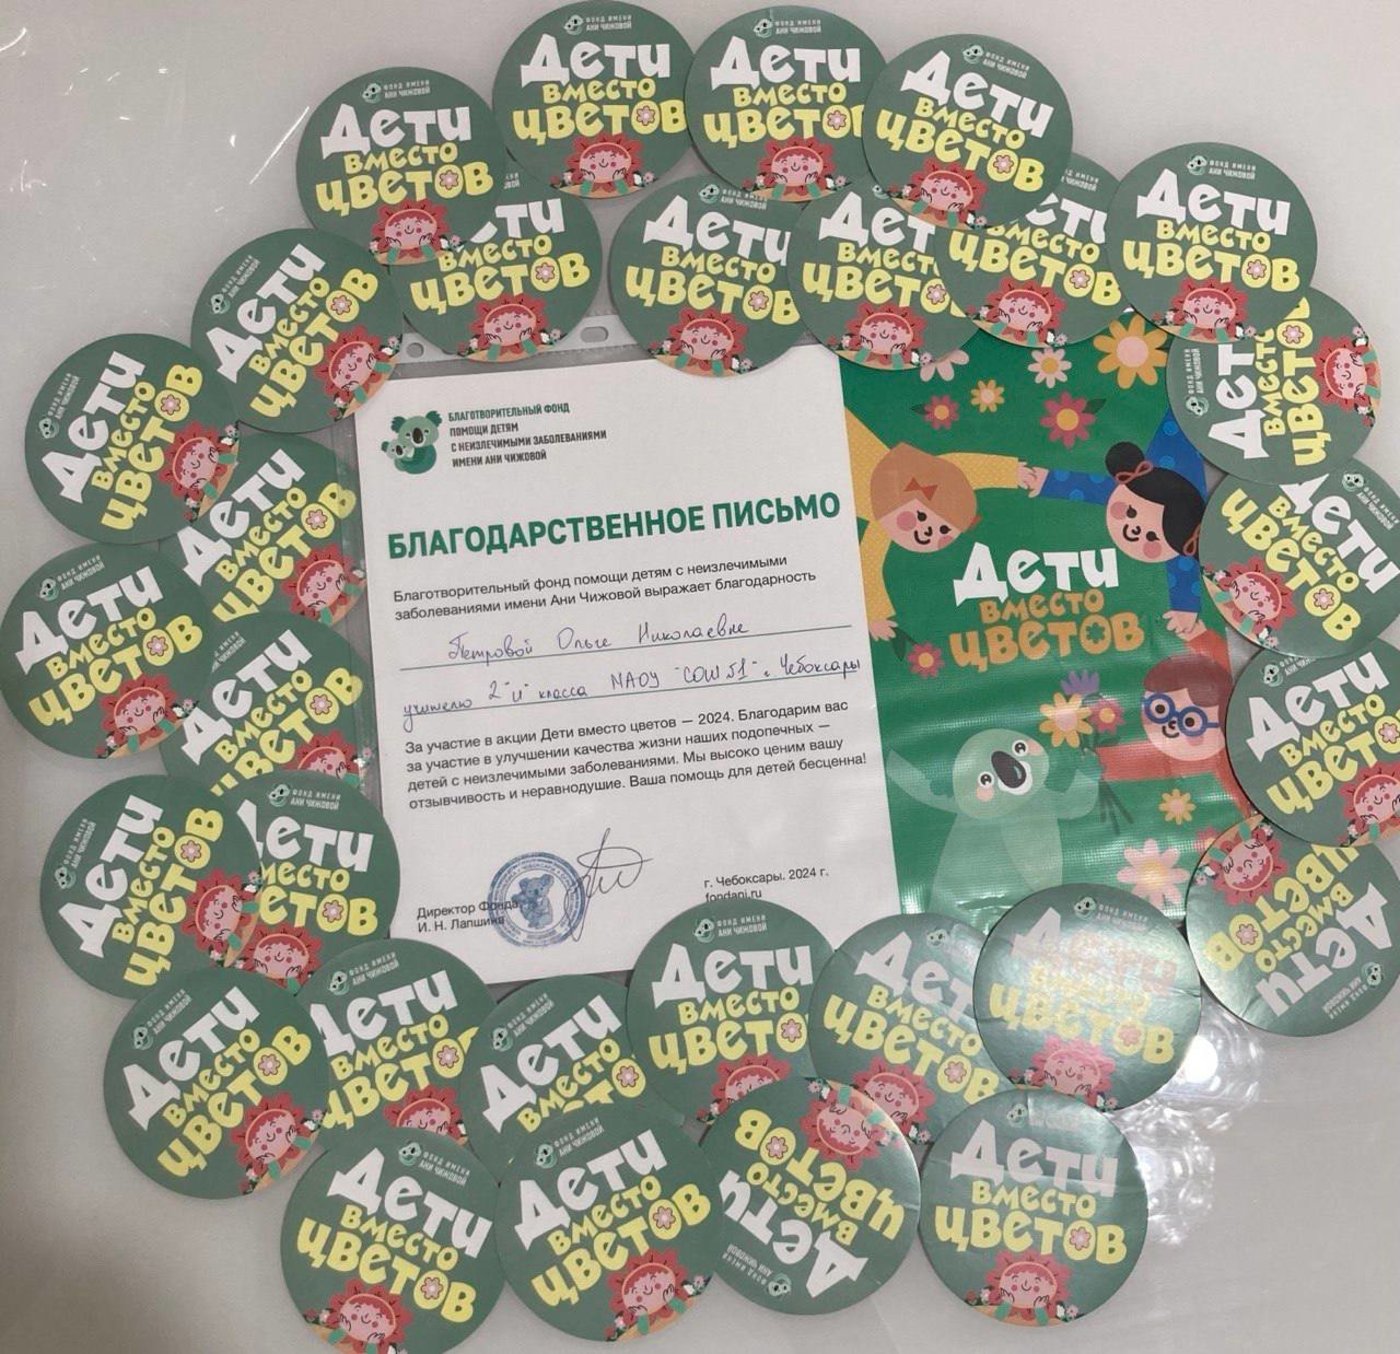 ФОНД ИМЕНИ
АНИ ЧИЖОВОЙ
Дети
вместо
цветов
БЛАГОТВОРИТЕЛЬНЫЙ ФОНД
ПОМОЩИ ДЕТЯМ
С НЕИЗЛЕЧИМЫМИ ЗАБОЛЕВАНИЯМИ
ИМЕНИ АНИ ЧИЖОВОЙ
БЛАГОДАРСТВЕННОЕ ПИСЬМО
Благотворительный фонд помощи детям с неизлечимыми
заболеваниями имени Ани Чижовой выражает благодарность
Петровой Ольге Николаевне
учителю 2 "и" класса МАОУ "СОШ 51" г. Чебоксары
За участие в акции Дети вместо цветов — 2024. Благодарим вас
за участие в улучшении качества жизни наших подопечных —
детей с неизлечимыми заболеваниями. Мы высоко ценим вашу
отзывчивость и неравнодушие. Ваша помощь для детей бесценна!
Директор Фонда
И. Н. Лапшина
г. Чебоксары. 2024 г.
fondani.ru
Дети
вместо
цветов